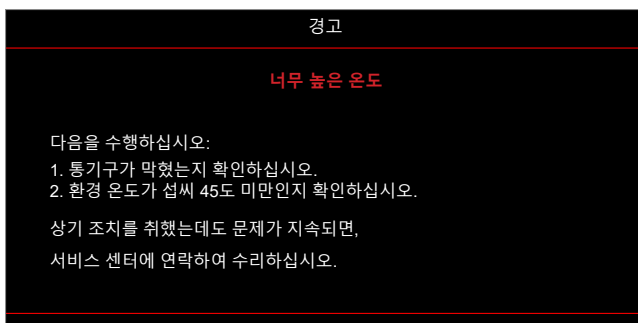 경고
너무 높은 온도
다음을 수행하십시오:
1. 통기구가 막혔는지 확인하십시오.
2. 환경 온도가 섭씨 45도 미만인지 확인하십시오.
상기 조치를 취했는데도 문제가 지속되면,
서비스 센터에 연락하여 수리하십시오.